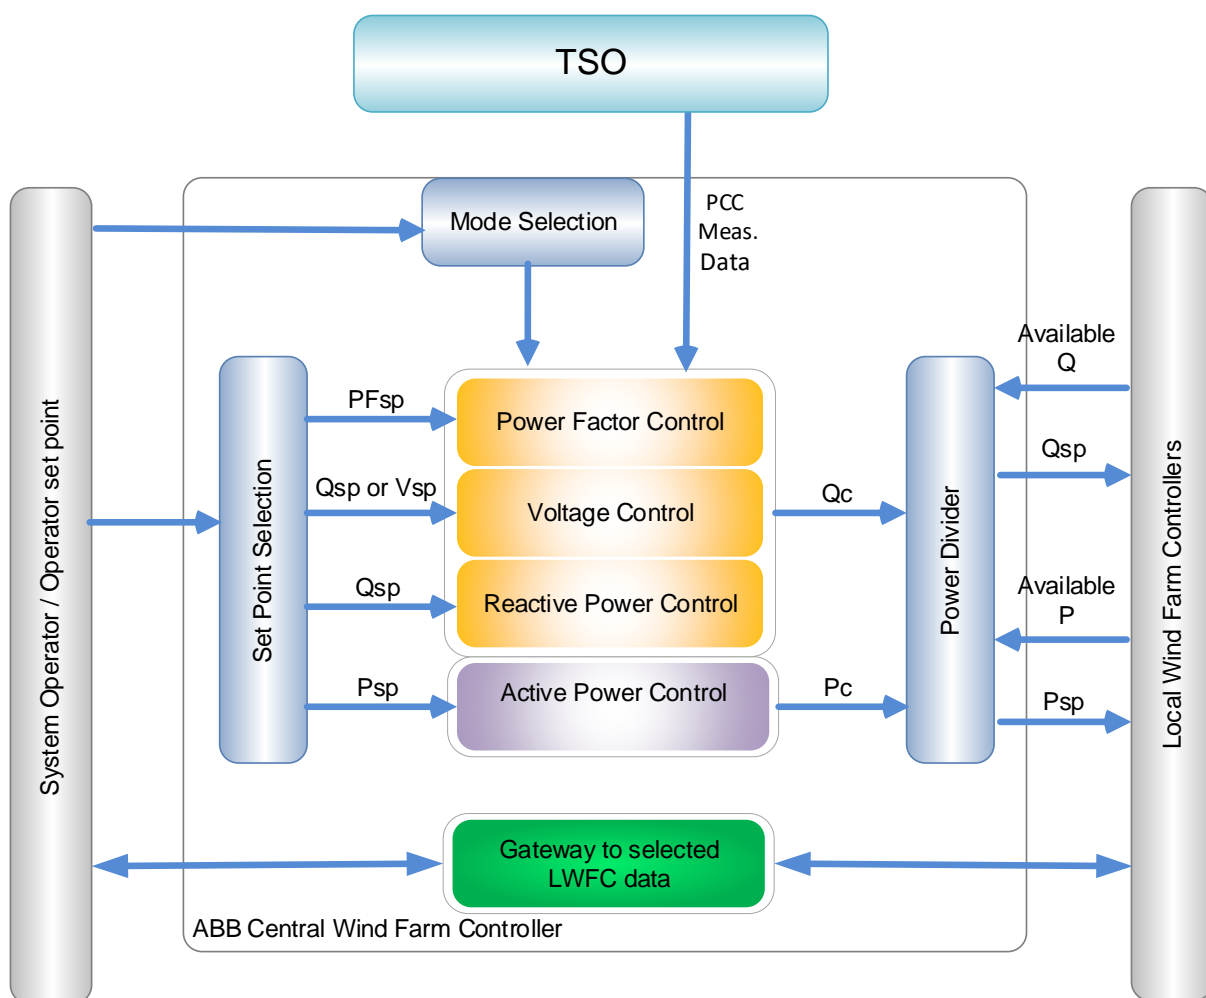 TSO
Mode Selection
PCC
Meas.
Data
System Operator / Operator set point
Set Point Selection
PFsp
Qsp or Vsp
Qsp
Psp
Power Factor Control
Voltage Control
Reactive Power Control
Active Power Control
Qc
Pc
Power Divider
Available
Q
Qsp
Available
P
Psp
Local Wind Farm Controllers
Gateway to selected
LWFC data
ABB Central Wind Farm Controller